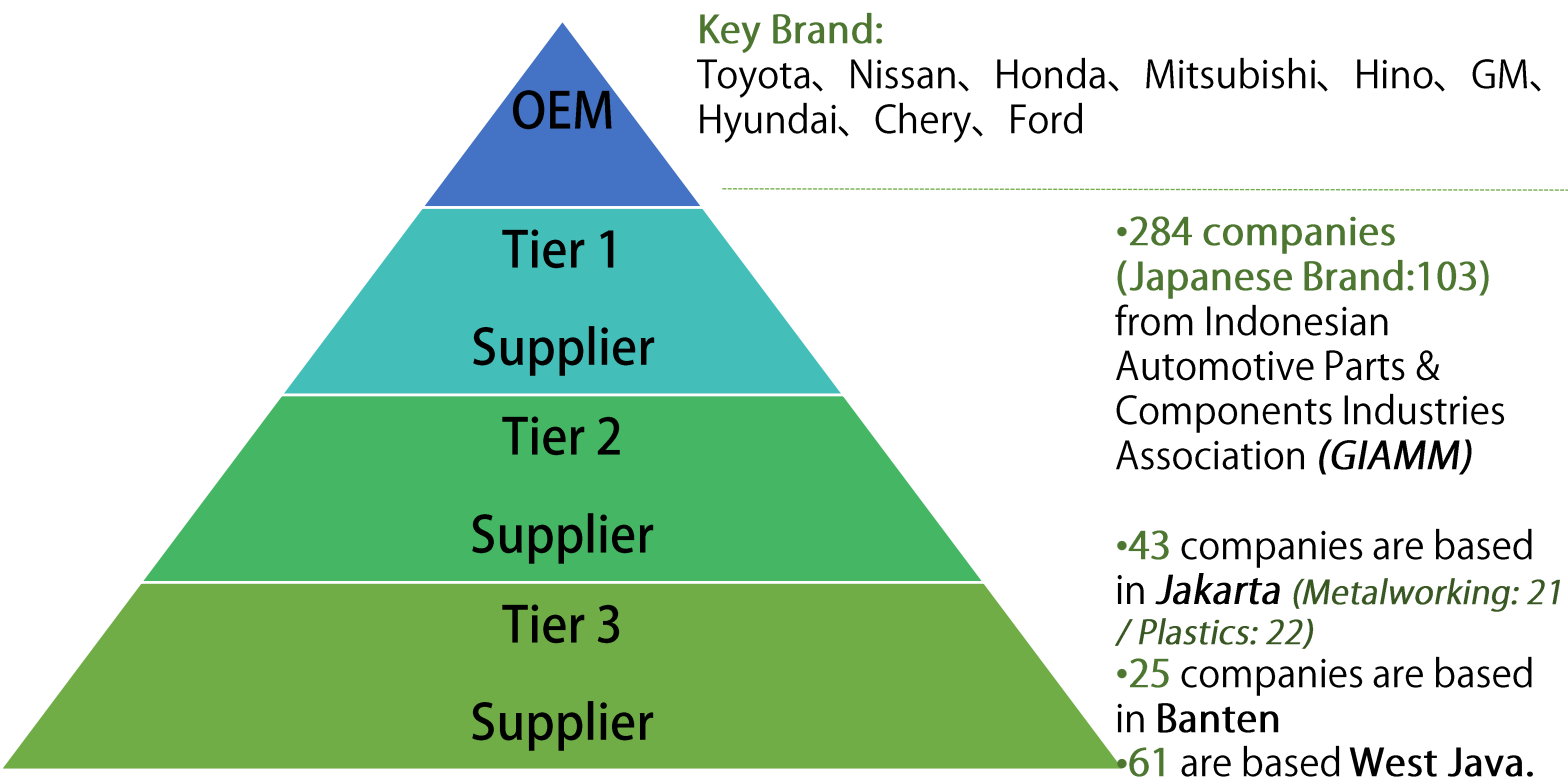 OEM
Tier 1
Supplier
Tier 2
Supplier
Tier 3
Supplier
Key Brand:
Toyota、Nissan、Honda、Mitsubishi、Hino、GM、
Hyundai、Chery、Ford
•284 companies
(Japanese Brand:103)
from Indonesian
Automotive Parts &
Components Industries
Association (GIAMM)
•43 companies are based
in Jakarta (Metalworking: 21
/ Plastics: 22)
•25 companies are based
in Banten
•61 are based West Java.